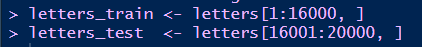 > letters_train <- letters[1:16000, ]
> letters_test  <- letters[16001:20000, ]